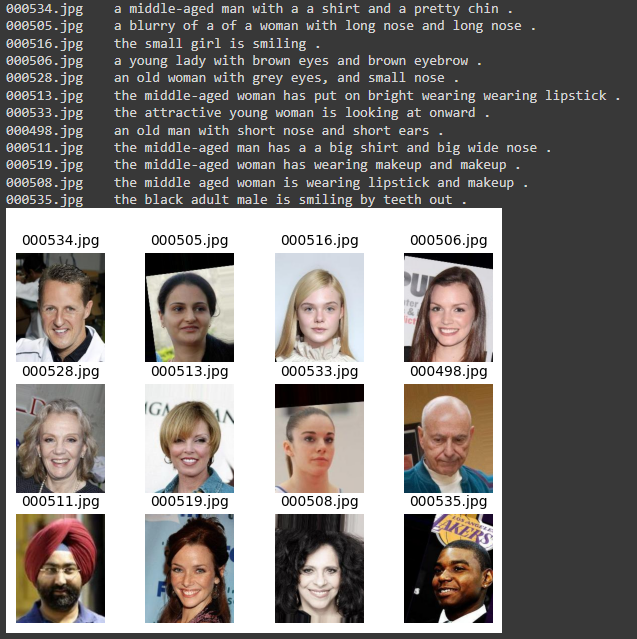 000534.jpg    a middle-aged man with a a shirt and a pretty chin .
000505.jpg    a blurry of a of a woman with long nose and long nose .
000516.jpg    the small girl is smiling .
000506.jpg    a young lady with brown eyes and brown eyebrow .
000528.jpg    an old woman with grey eyes, and small nose .
000513.jpg    the middle-aged woman has put on bright wearing wearing lipstick .
000533.jpg    the attractive young woman is looking at onward .
000498.jpg    an old man with short nose and short ears .
000511.jpg    the middle-aged man has a a big shirt and big wide nose .
000519.jpg    the middle-aged woman has wearing makeup and makeup .
000508.jpg    the middle aged woman is wearing lipstick and makeup .
000535.jpg    the black adult male is smiling by teeth out .
000534.jpg 000505.jpg 000516.jpg 000506.jpg
000528.jpg 000513.jpg 000533.jpg 000498.jpg
000511.jpg 000519.jpg 000508.jpg 000535.jpg
LAKERS